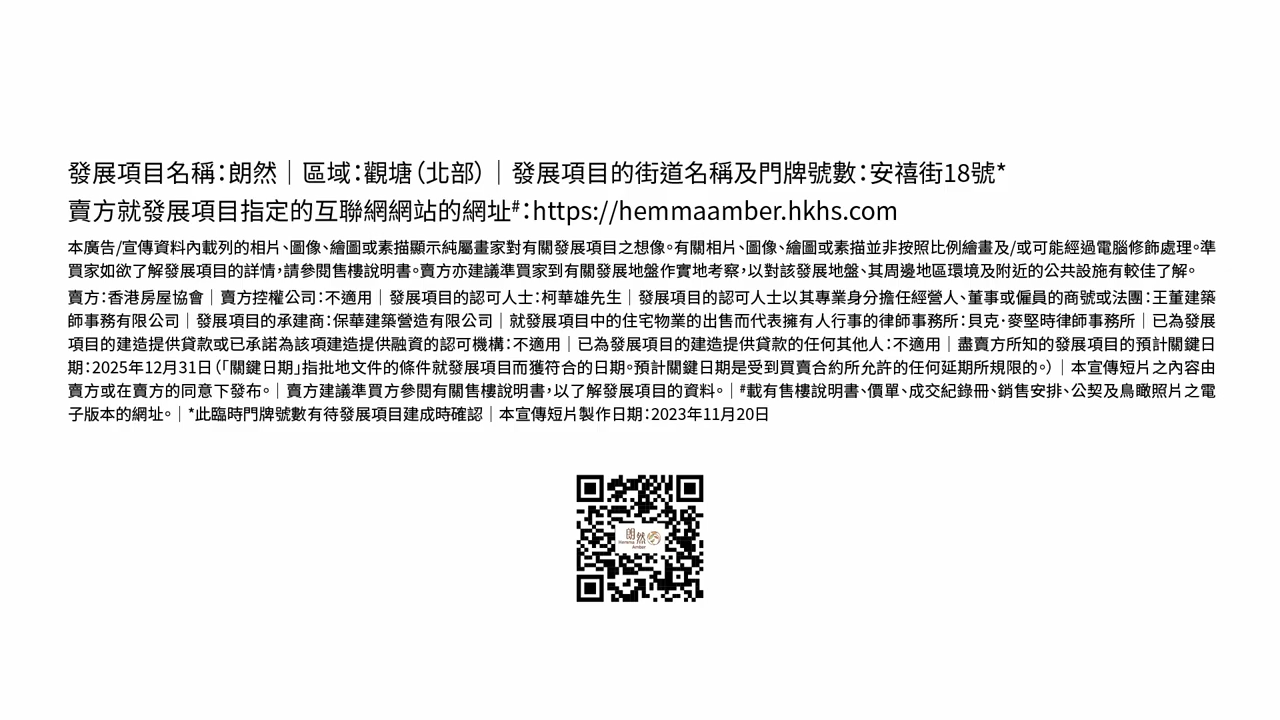 發展項目名稱：朗然｜區域：觀塘（北部）｜發展項目的街道名稱及門牌號數：安禧街18號*
賣方就發展項目指定的互聯網網站的網址#：https://hemmaamber.hkhs.com
本廣告/宣傳資料內載列的相片、圖像、繪圖或素描顯示純屬畫家對有關發展項目之想像。有關相片、圖像、繪圖或素描並非按照比例繪畫及/或可能經過電腦修飾處理。準
買家如欲了解發展項目的詳情，請參閱售樓說明書。賣方亦建議準買家到有關發展地盤作實地考察，以對該發展地盤、其周邊地區環境及附近的公共設施有較佳了解。
賣方：香港房屋協會｜賣方控權公司：不適用｜發展項目的認可人士：柯華雄先生｜發展項目的認可人士以其專業身分擔任經營人、董事或僱員的商號或法團：王董建築
師事務有限公司｜發展項目的承建商：保華建築營造有限公司｜就發展項目中的住宅物業的出售而代表擁有人行事的律師事務所：貝克·麥堅時律師事務所｜已為發展
項目的建造提供貸款或已承諾為該項建造提供融資的認可機構：不適用｜已為發展項目的建造提供貸款的任何其他人：不適用｜盡賣方所知的發展項目的預計關鍵日
期：2025年12月31日（「關鍵日期」指批地文件的條件就發展項目而獲符合的日期。預計關鍵日期是受到買賣合約所允許的任何延期所規限的。）｜本宣傳短片之內容由
賣方或在賣方的同意下發布。｜賣方建議準買方參閱有關售樓說明書，以了解發展項目的資料。｜#載有售樓說明書、價單、成交紀錄冊、銷售安排、公契及鳥瞰照片之電
子版本的網址。｜*此臨時門牌號數有待發展項目建成時確認｜本宣傳短片製作日期：2023年11月20日
朗然
Hemma
Amber